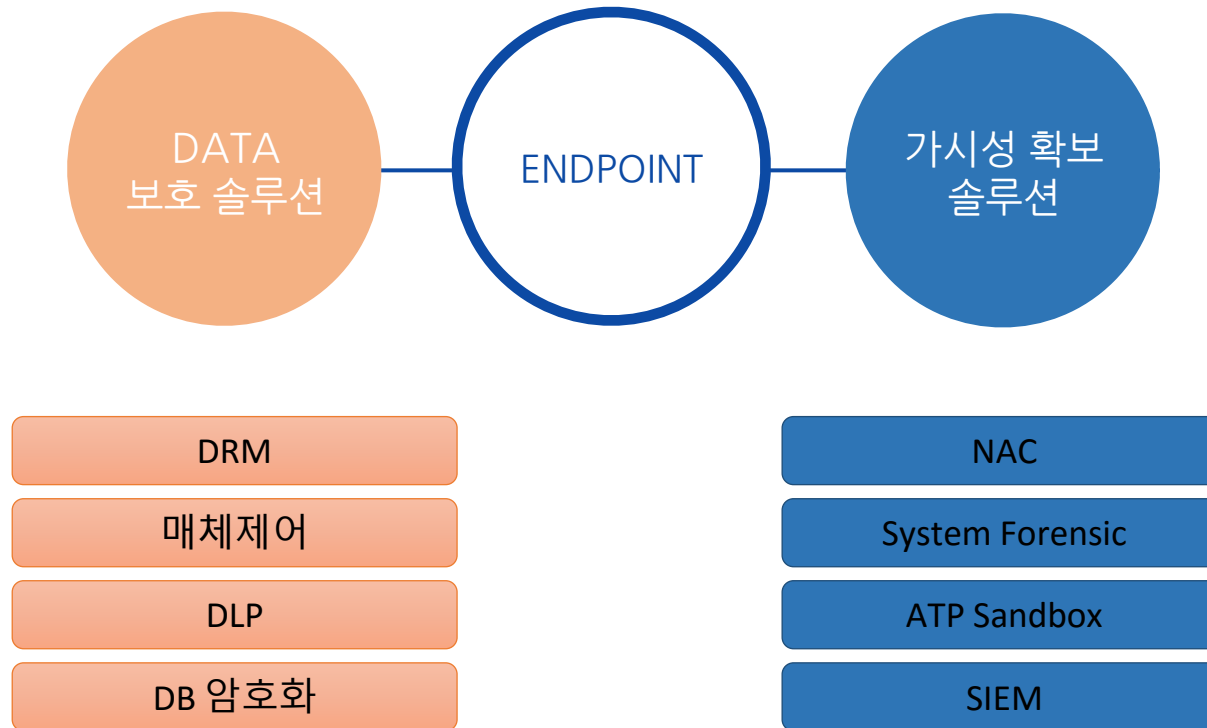 DATA
보호 솔루션
ENDPOINT
가시성 확보
솔루션
DRM
매체제어
DLP
DB 암호화
NAC
System Forensic
ATP Sandbox
SIEM